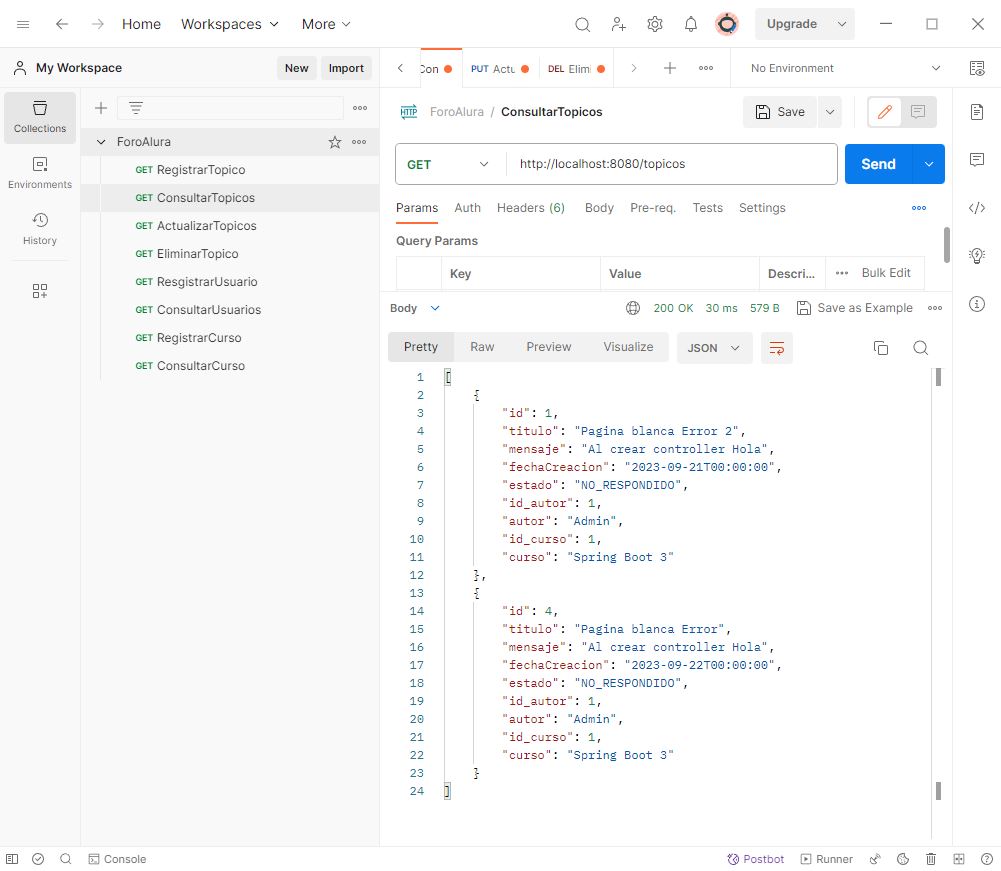 Home Workspaces More Upgrade
My Workspace New Import
Con PUT Actu DEL Elim No Environment
Collections
Environments
History
ForoAlura
GET RegistrarTopico
GET ConsultarTopicos
GET ActualizarTopicos
GET EliminarTopico
GET ResgistrarUsuario
GET ConsultarUsuarios
GET RegistrarCurso
GET ConsultarCurso
HTTP ForoAlura / ConsultarTopicos Save
GET http://localhost:8080/topicos Send
Params Auth Headers (6) Body Pre-req. Tests Settings
Query Params
Key Value Descri... Bulk Edit
Body 200 OK 30 ms 579 B Save as Example
Pretty Raw Preview Visualize JSON
1 [
2 {
3 "id": 1,
4 "titulo": "Pagina blanca Error 2",
5 "mensaje": "Al crear controller Hola",
6 "fechaCreacion": "2023-09-21T00:00:00",
7 "estado": "NO_RESPONDIDO",
8 "id_autor": 1,
9 "autor": "Admin",
10 "id_curso": 1,
11 "curso": "Spring Boot 3"
12 },
13 {
14 "id": 4,
15 "titulo": "Pagina blanca Error",
16 "mensaje": "Al crear controller Hola",
17 "fechaCreacion": "2023-09-22T00:00:00",
18 "estado": "NO_RESPONDIDO",
19 "id_autor": 1,
20 "autor": "Admin",
21 "id_curso": 1,
22 "curso": "Spring Boot 3"
23 }
24 ]
Console Postbot Runner